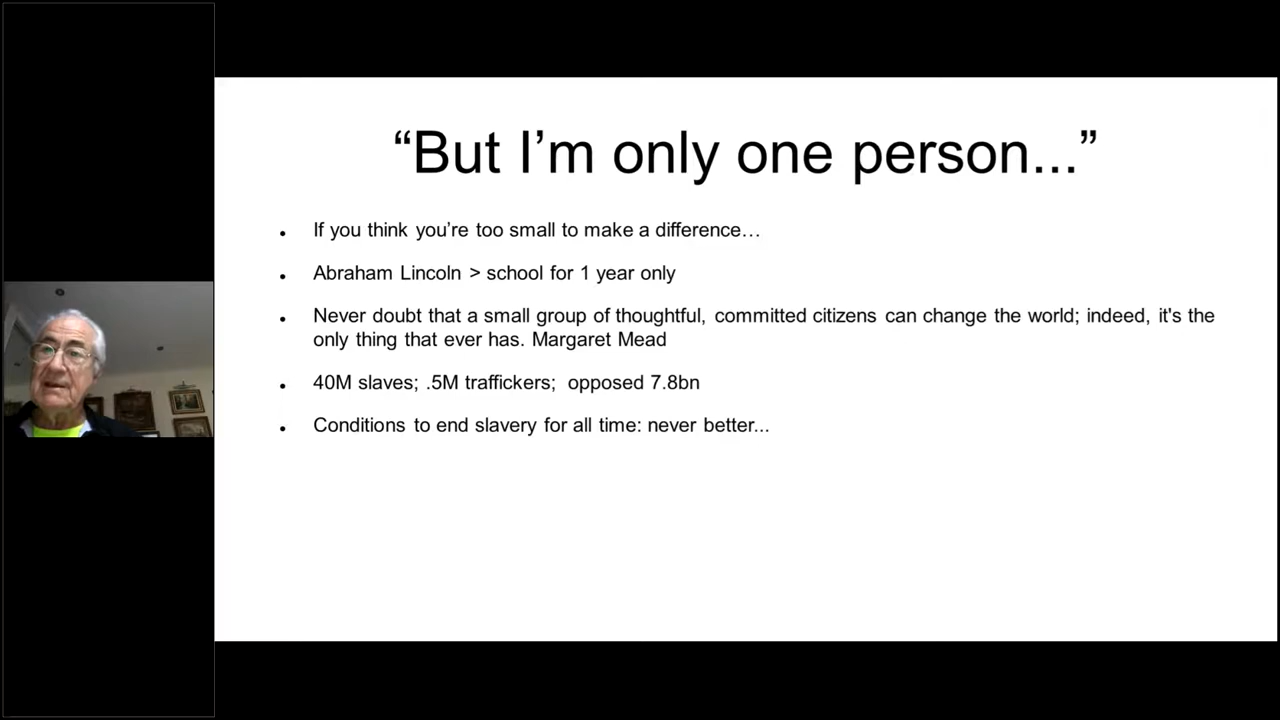 “But I’m only one person...”
If you think you’re too small to make a difference…
Abraham Lincoln > school for 1 year only
Never doubt that a small group of thoughtful, committed citizens can change the world; indeed, it's the
only thing that ever has. Margaret Mead
40M slaves; .5M traffickers;  opposed 7.8bn
Conditions to end slavery for all time: never better...